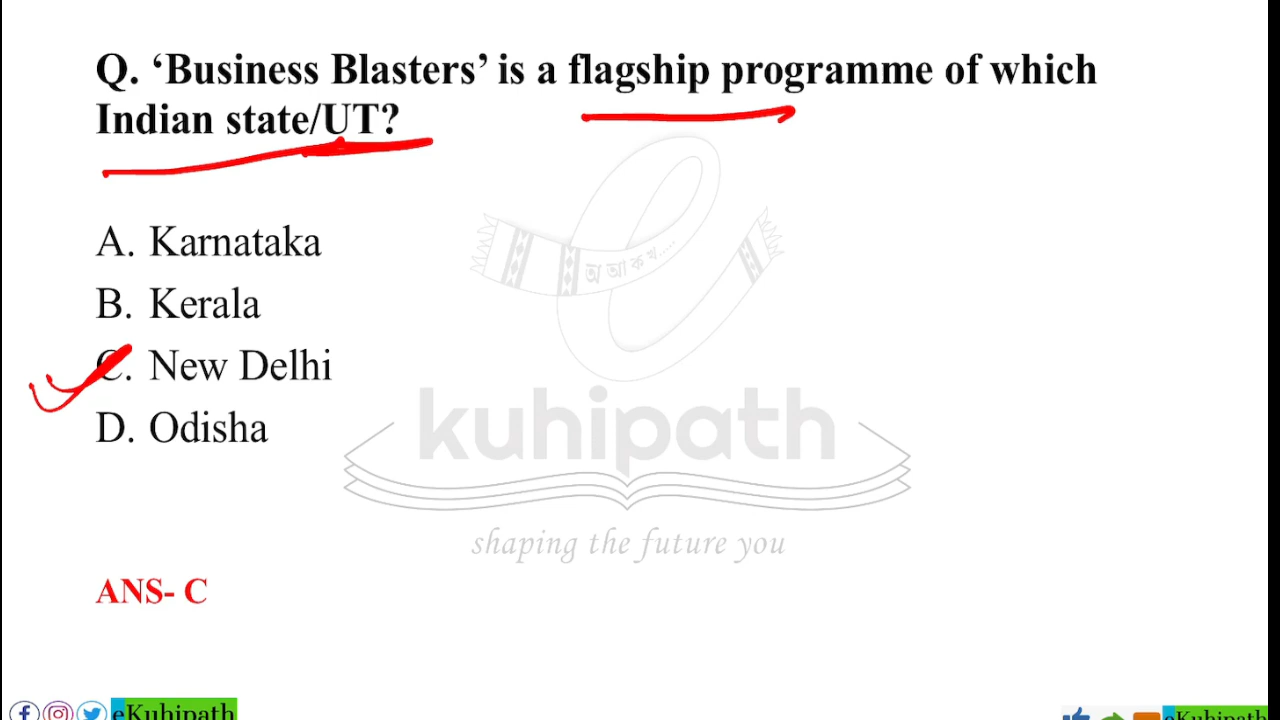 Q. ‘Business Blasters’ is a flagship programme of which
Indian state/UT?
A. Karnataka
B. Kerala
C. New Delhi
D. Odisha
অ আ ক খ....
kuhipath
shaping the future you
ANS- C
eKuhipath
eKuhipath